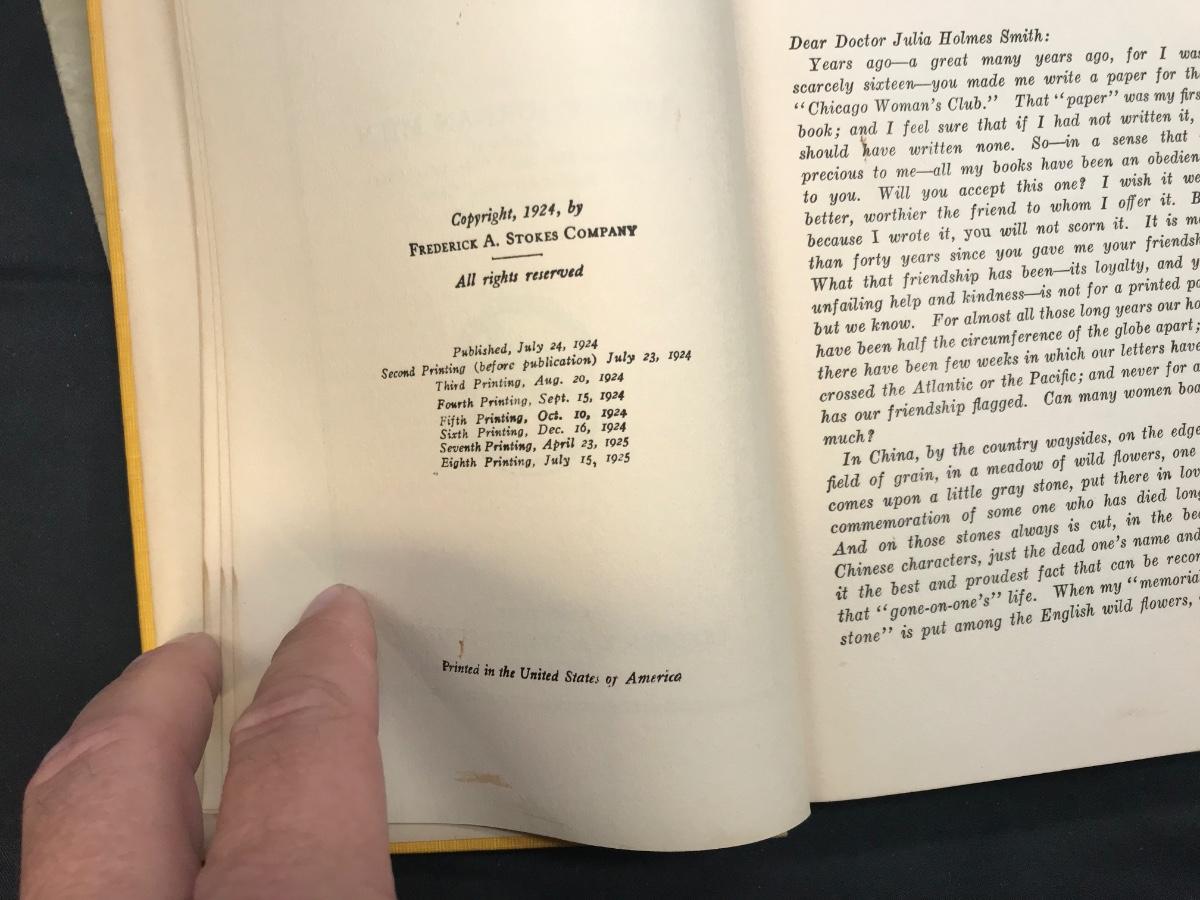 Copyright, 1924, by
FREDERICK A. STOKES COMPANY
All rights reserved
Published, July 24, 1924
Second Printing (before publication) July 23, 1924
Third Printing, Aug. 20, 1924
Fourth Printing, Sept. 15, 1924
Fifth Printing, Oct. 10, 1924
Sixth Printing, Dec. 16, 1924
Seventh Printing, April 23, 1925
Eighth Printing, July 15, 1925
Printed in the United States of America
Dear Doctor Julia Holmes Smith:
Years ago—a great many years ago, for I was
scarcely sixteen—you made me write a paper for
“Chicago Woman's Club.” That “paper” was my
book; and I feel sure that if I had not written it,
should have written none. So—in a sense that
precious to me—all my books have been an
to you. Will you accept this one? I wish it
better, worthier the friend to whom I offer it.
because I wrote it, you will not scorn it. It is
than forty years since you gave me your
What that friendship has been—its loyalty, and
unfailing help and kindness—is not for a printed
but we know. For almost all those long years our
have been half the circumference of the globe apart;
there have been few weeks in which our letters have
crossed the Atlantic or the Pacific; and never for a
has our friendship flagged. Can many women
much?
In China, by the country waysides, on the edge
field of grain, in a meadow of wild flowers, one
comes upon a little gray stone, put there in
commemoration of some one who has died
And on those stones always is cut, in the
Chinese characters, just the dead one's name and
it the best and proudest fact that can be
that “gone-on-one's” life. When my
stone” is put among the English wild flowers,